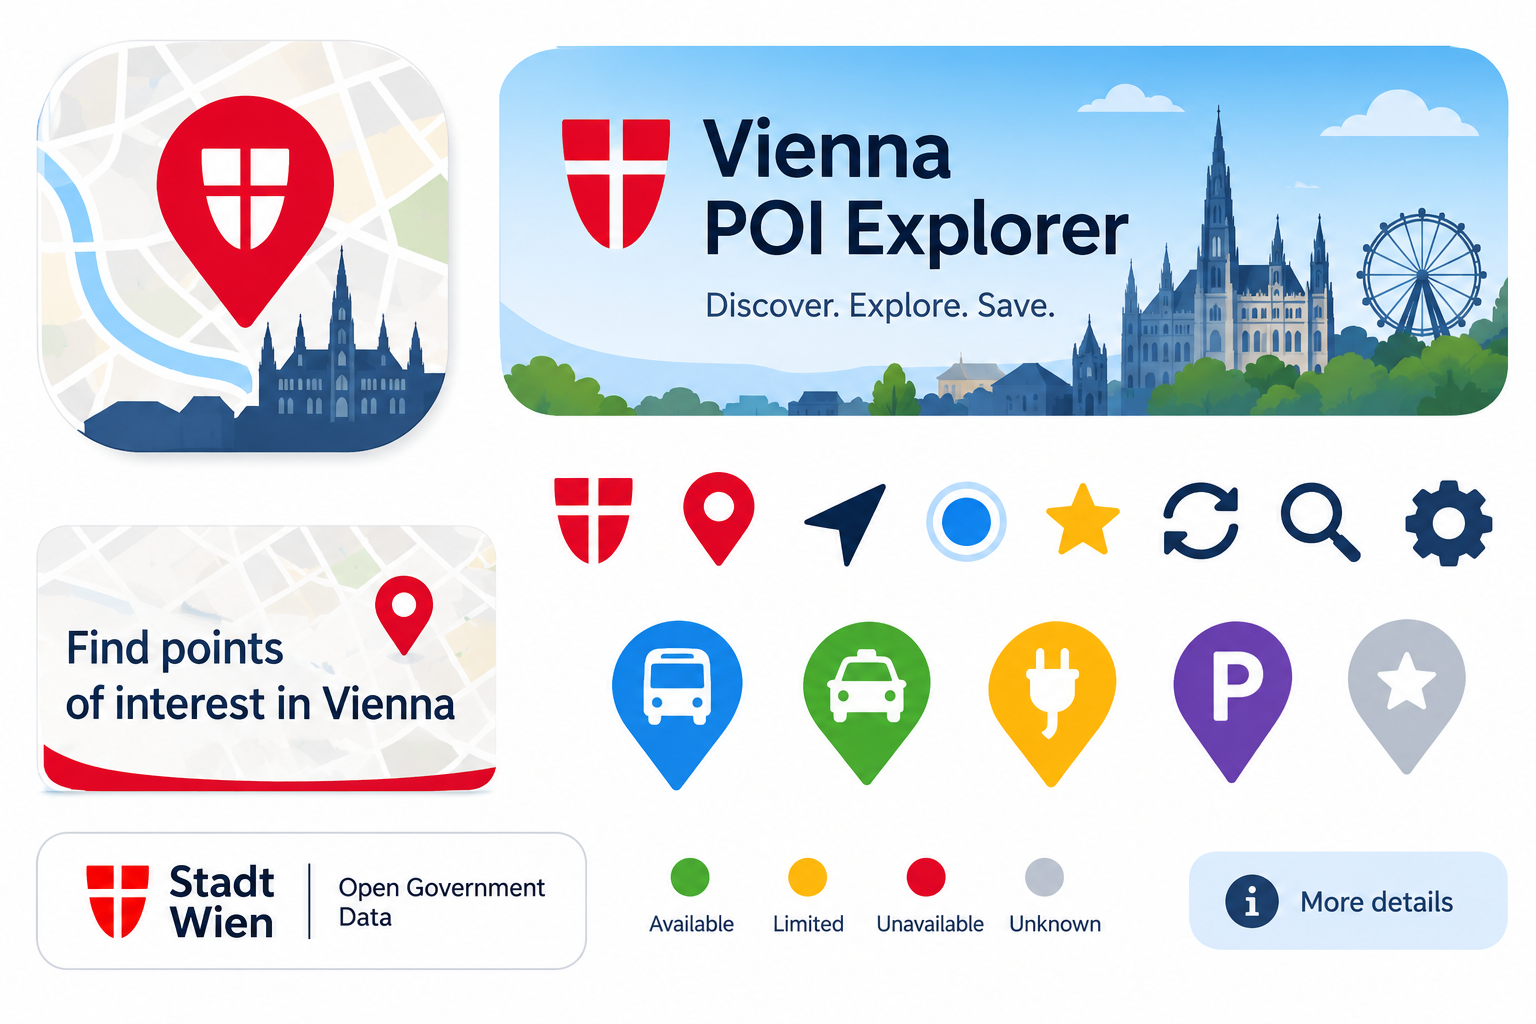 Vienna
POI Explorer
Discover. Explore. Save.
Find points
of interest in Vienna
P
Stadt
Wien
Open Government
Data
Available
Limited
Unavailable
Unknown
i
More details